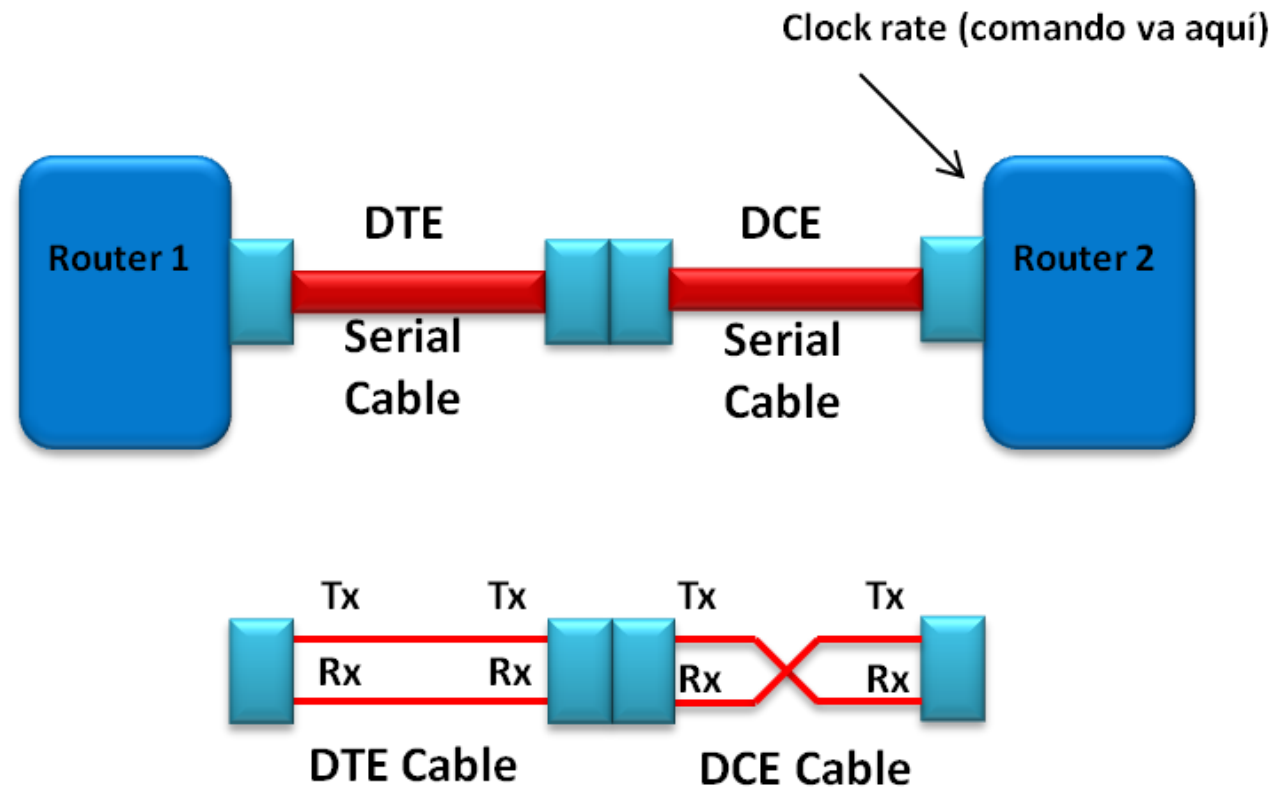 Clock rate (comando va aquí)
Router 1
DTE
Serial
Cable
DCE
Serial
Cable
Router 2
Tx
Tx
Tx
Tx
Rx
Rx
Rx
Rx
DTE Cable
DCE Cable